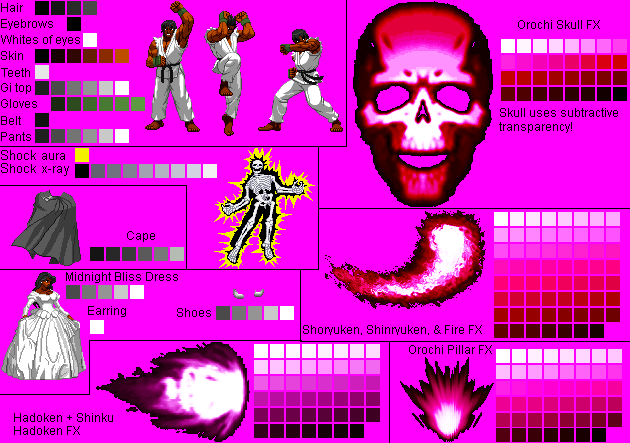 Hair
Eyebrows
Whites of eyes
Skin
Teeth
Gi top
Gloves
Belt
Pants
Orochi Skull FX
Skull uses subtractive
transparency!
Shock aura
Shock x-ray
Cape
Midnight Bliss Dress
Earring
Shoes
Shoryuken, Shinryuken, & Fire FX
Orochi Pillar FX
Hadoken + Shinku
Hadoken FX